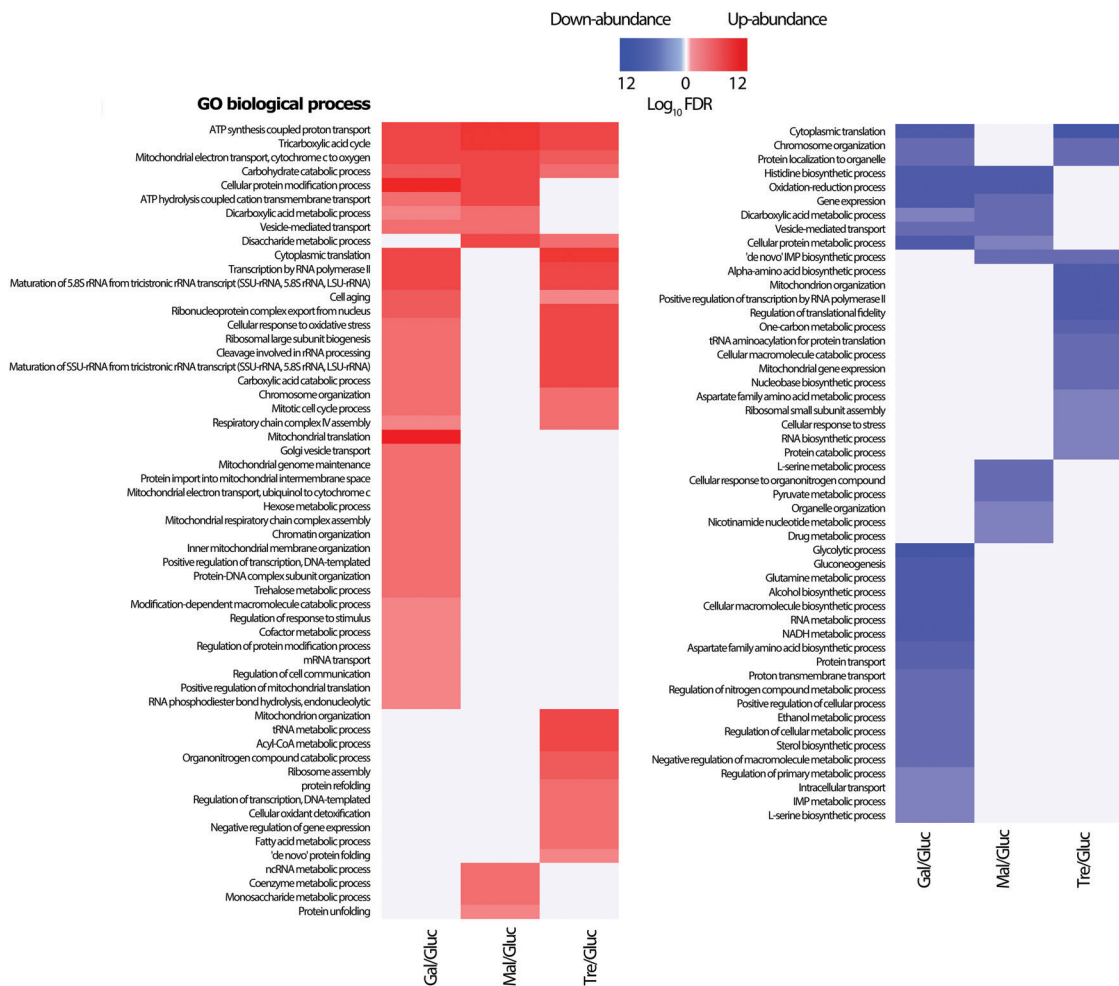 Down-abundance Up-abundance
12 0 12
Log10 FDR
GO biological process
ATP synthesis coupled proton transport
Tricarboxylic acid cycle
Mitochondrial electron transport, cytochrome c to oxygen
Carbohydrate catabolic process
Cellular protein modification process
ATP hydrolysis coupled cation transmembrane transport
Dicarboxylic acid metabolic process
Vesicle-mediated transport
Disaccharide metabolic process
Cytoplasmic translation
Transcription by RNA polymerase II
Maturation of 5.8S rRNA from tricistronic rRNA transcript (SSU-rRNA, 5.8S rRNA, LSU-rRNA)
Cell aging
Ribonucleoprotein complex export from nucleus
Cellular response to oxidative stress
Ribosomal large subunit biogenesis
Cleavage involved in rRNA processing
Maturation of SSU-rRNA from tricistronic rRNA transcript (SSU-rRNA, 5.8S rRNA, LSU-rRNA)
Carboxylic acid catabolic process
Chromosome organization
Mitotic cell cycle process
Respiratory chain complex IV assembly
Mitochondrial translation
Golgi vesicle transport
Mitochondrial genome maintenance
Protein import into mitochondrial intermembrane space
Mitochondrial electron transport, ubiquinol to cytochrome c
Hexose metabolic process
Mitochondrial respiratory chain complex assembly
Chromatin organization
Inner mitochondrial membrane organization
Positive regulation of transcription, DNA-templated
Protein-DNA complex subunit organization
Trehalose metabolic process
Modification-dependent macromolecule catabolic process
Regulation of response to stimulus
Cofactor metabolic process
Regulation of protein modification process
mRNA transport
Regulation of cell communication
Positive regulation of mitochondrial translation
RNA phosphodiester bond hydrolysis, endonucleolytic
Mitochondrion organization
tRNA metabolic process
Acyl-CoA metabolic process
Organonitrogen compound catabolic process
Ribosome assembly
protein refolding
Regulation of transcription, DNA-templated
Cellular oxidant detoxification
Negative regulation of gene expression
Fatty acid metabolic process
'de novo' protein folding
ncRNA metabolic process
Coenzyme metabolic process
Monosaccharide metabolic process
Protein unfolding
Gal/Gluc
Mal/Gluc
Tre/Gluc
Cytoplasmic translation
Chromosome organization
Protein localization to organelle
Histidine biosynthetic process
Oxidation-reduction process
Gene expression
Dicarboxylic acid metabolic process
Vesicle-mediated transport
Cellular protein metabolic process
'de novo' IMP biosynthetic process
Alpha-amino acid biosynthetic process
Mitochondrion organization
Positive regulation of transcription by RNA polymerase II
Regulation of translational fidelity
One-carbon metabolic process
tRNA aminoacylation for protein translation
Cellular macromolecule catabolic process
Mitochondrial gene expression
Nucleobase biosynthetic process
Aspartate family amino acid metabolic process
Ribosomal small subunit assembly
Cellular response to stress
RNA biosynthetic process
Protein catabolic process
L-serine metabolic process
Cellular response to organonitrogen compound
Pyruvate metabolic process
Organelle organization
Nicotinamide nucleotide metabolic process
Drug metabolic process
Glycolytic process
Gluconeogenesis
Glutamine metabolic process
Alcohol biosynthetic process
Cellular macromolecule biosynthetic process
RNA metabolic process
NADH metabolic process
Aspartate family amino acid biosynthetic process
Protein transport
Proton transmembrane transport
Regulation of nitrogen compound metabolic process
Positive regulation of cellular process
Ethanol metabolic process
Regulation of cellular metabolic process
Sterol biosynthetic process
Negative regulation of macromolecule metabolic process
Regulation of primary metabolic process
Intracellular transport
IMP metabolic process
L-serine biosynthetic process
Gal/Gluc
Mal/Gluc
Tre/Gluc